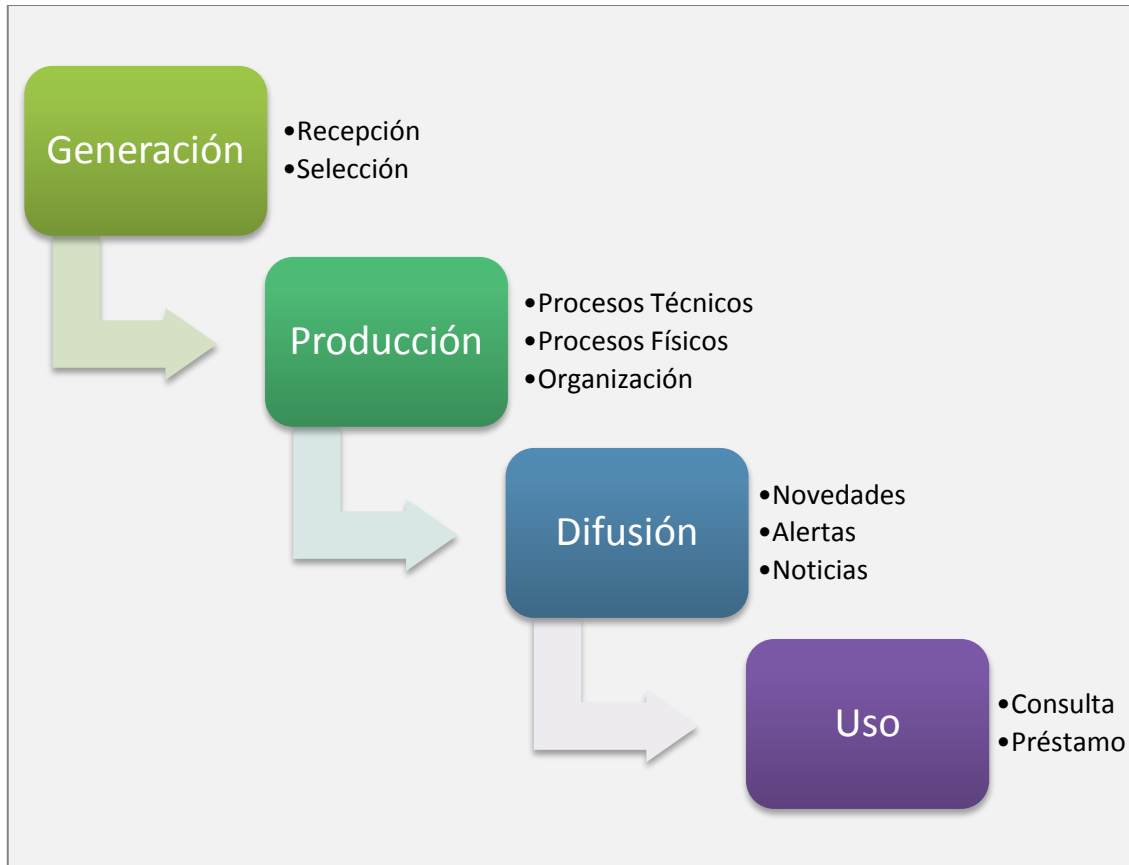 Generación
•Recepción
•Selección
Producción
•Procesos Técnicos
•Procesos Físicos
•Organización
Difusión
•Novedades
•Alertas
•Noticias
Uso
•Consulta
•Préstamo